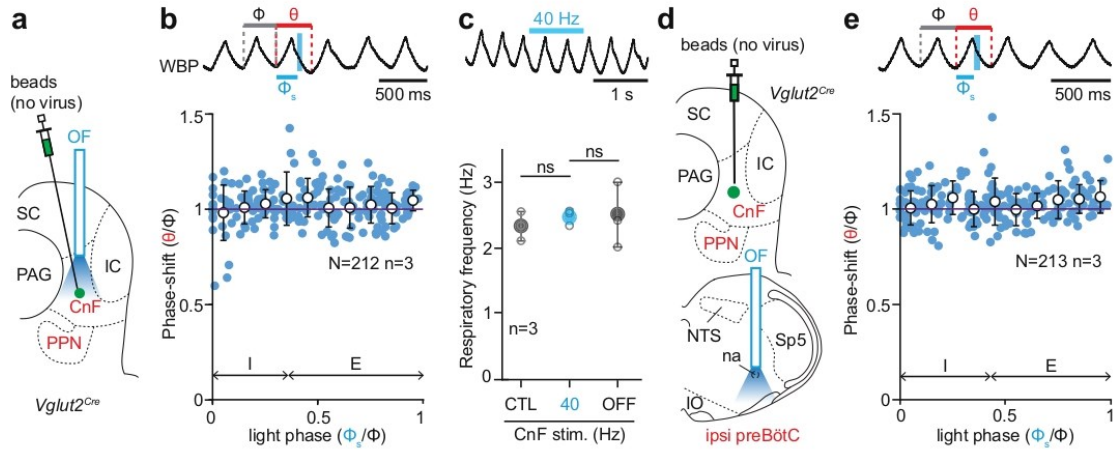 a
beads
(no virus)
OF
SC
PAG
IC
CnF
PPN
Vglut2Cre
b
Φ
θ
WBP
Φs
500 ms
Phase-shift (θ/Φ)
1.5
1
0.5
0
N=212 n=3
I
E
0
0.5
1
light phase (Φs/Φ)
c
40 Hz
1 s
Respiratory frequency (Hz)
ns
ns
3
2
1
0
n=3
CTL
40
OFF
CnF stim. (Hz)
d
beads (no virus)
Vglut2Cre
SC
IC
PAG
CnF
PPN
OF
NTS
Sp5
na
IO
ipsi preBötC
e
Φ
θ
Φs
500 ms
Phase-shift (θ/Φ)
1.5
1
0.5
0
N=213 n=3
I
E
0
0.5
1
light phase (Φs/Φ)